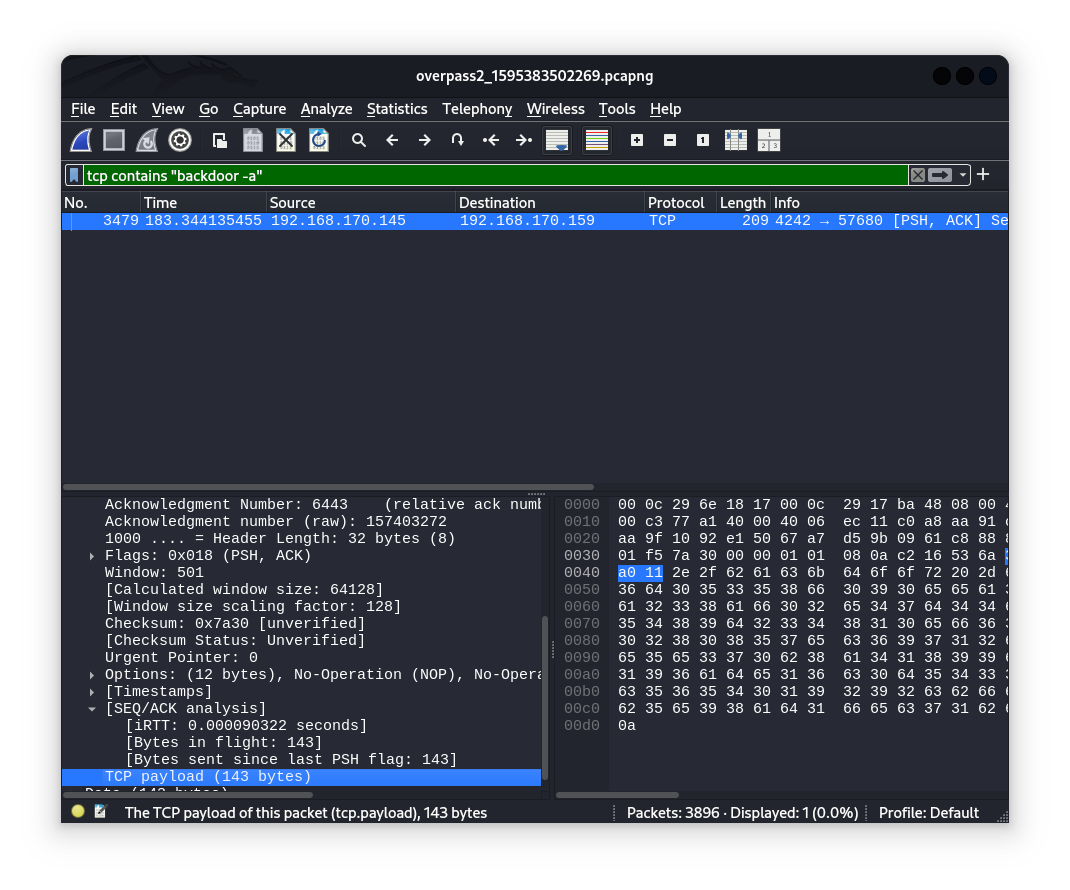 overpass2_1595383502269.pcapng
File Edit View Go Capture Analyze Statistics Telephony Wireless Tools Help
1
1
2 3
tcp contains "backdoor -a"
No. Time Source Destination Protocol Length Info
3479 183.344135455 192.168.170.145 192.168.170.159 TCP 209 4242 → 57680 [PSH, ACK] Se
Acknowledgment Number: 6443 (relative ack numb
Acknowledgment number (raw): 157403272
1000 .... = Header Length: 32 bytes (8)
Flags: 0x018 (PSH, ACK)
Window: 501
[Calculated window size: 64128]
[Window size scaling factor: 128]
Checksum: 0x7a30 [unverified]
[Checksum Status: Unverified]
Urgent Pointer: 0
Options: (12 bytes), No-Operation (NOP), No-Opera
[Timestamps]
[SEQ/ACK analysis]
[iRTT: 0.000090322 seconds]
[Bytes in flight: 143]
[Bytes sent since last PSH flag: 143]
TCP payload (143 bytes)
Data (143 bytes)
0000 00 0c 29 6e 18 17 00 0c 29 17 ba 48 08 00
0010 00 c3 77 a1 40 00 40 06 ec 11 c0 a8 aa 91
0020 aa 9f 10 92 e1 50 67 a7 d5 9b 09 61 c8 88
0030 01 f5 7a 30 00 00 01 01 08 0a c2 16 53 6a
0040 a0 11 2e 2f 62 61 63 6b 64 6f 6f 72 20 2d
0050 36 64 30 35 33 35 38 66 30 39 30 65 65 61
0060 61 32 33 38 61 66 30 32 65 34 37 64 34 34
0070 35 34 38 39 64 32 33 34 38 31 30 65 66 36
0080 30 32 38 30 38 35 37 65 63 36 39 37 31 32
0090 65 35 65 33 37 30 62 38 61 34 31 38 39 39
00a0 31 39 36 61 64 65 31 36 63 30 64 35 34 33
00b0 63 35 36 35 34 30 31 39 32 39 32 63 62 66
00c0 62 35 65 39 38 61 64 31 66 65 63 37 31 62
00d0 0a
The TCP payload of this packet (tcp.payload), 143 bytes
Packets: 3896 · Displayed: 1 (0.0%)
Profile: Default